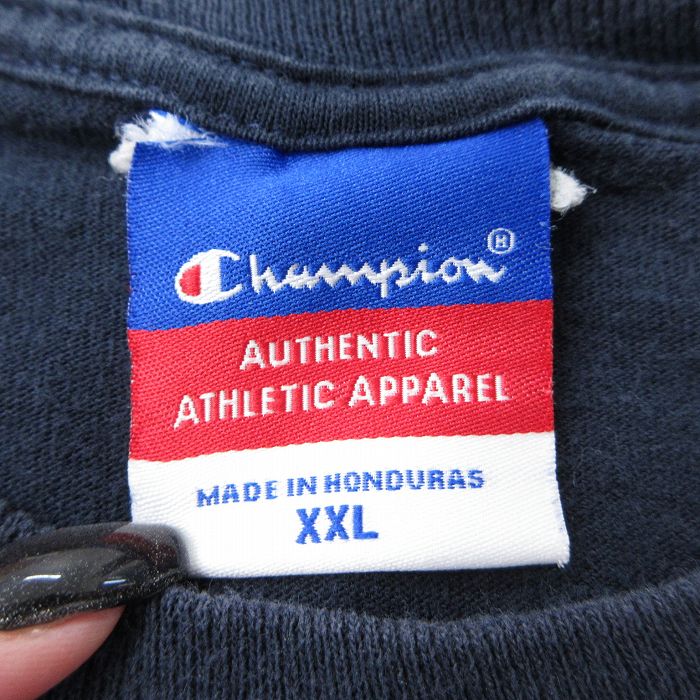 Champion®
AUTHENTIC
ATHLETIC APPAREL
MADE IN HONDURAS
XXL